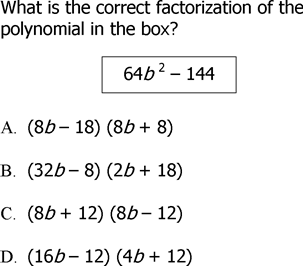 What is the correct factorization of the
polynomial in the box?
64b² – 144
A. (8b – 18) (8b + 8)
B. (32b – 8) (2b + 18)
C. (8b + 12) (8b – 12)
D. (16b – 12) (4b + 12)